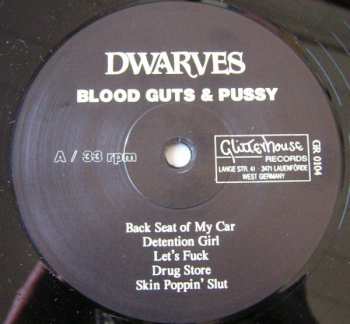 DWARVES
BLOOD GUTS & PUSSY
A / 33 rpm
Glitterhouse
RECORDS
LANGE STR. 41 · 3471 LAUENFÖRDE
WEST GERMANY
GR 0104
Back Seat of My Car
Detention Girl
Let's Fuck
Drug Store
Skin Poppin' Slut